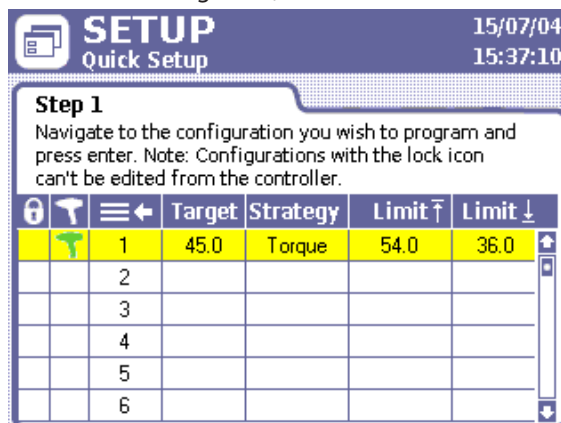 SETUP
15/07/04
Quick Setup
15:37:10
Step 1
Navigate to the configuration you wish to program and
press enter. Note: Configurations with the lock icon
can't be edited from the controller.
Target Strategy Limit Limit
1 45.0 Torque 54.0 36.0
2
3
4
5
6